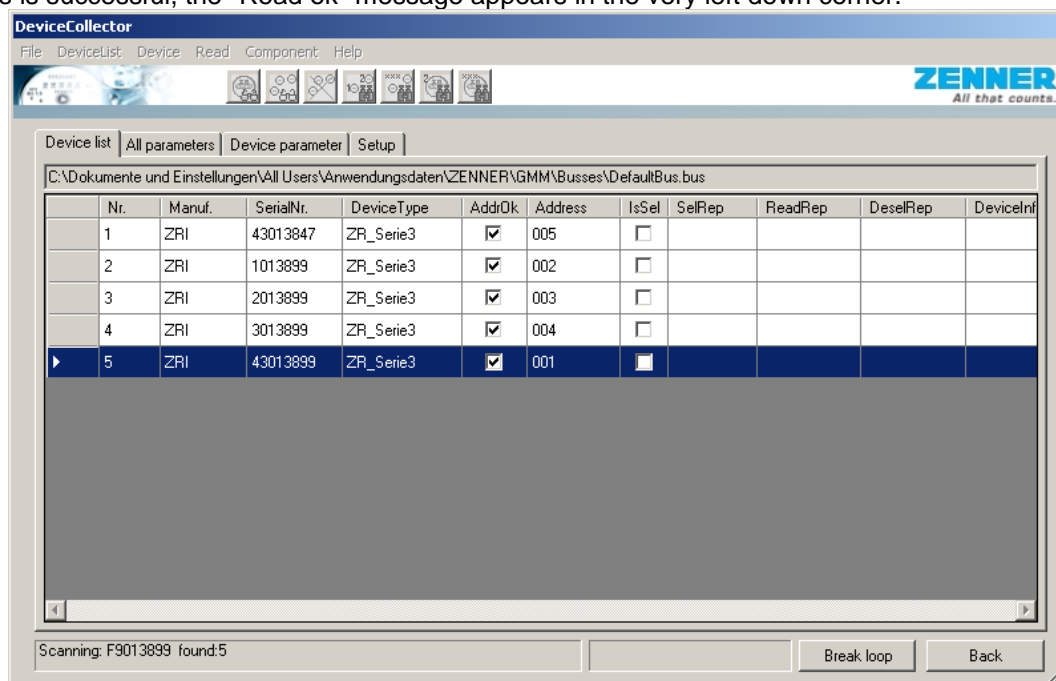 s is successful, the "Read ok" message appears in the very left down corner.
DeviceCollector
File DeviceList Device Read Component Help
ZENNER
All that counts.
Device list All parameters Device parameter Setup
C:\Dokumente und Einstellungen\All Users\Anwendungsdaten\ZENNER\GMM\Busses\DefaultBus.bus
Nr. Manuf. SerialNr. DeviceType AddrOk Address IsSel SelRep ReadRep DeselRep DeviceInf
1 ZRI 43013847 ZR_Serie3 005
2 ZRI 1013899 ZR_Serie3 002
3 ZRI 2013899 ZR_Serie3 003
4 ZRI 3013899 ZR_Serie3 004
5 ZRI 43013899 ZR_Serie3 001
Scanning: F9013899 found:5 Break loop Back